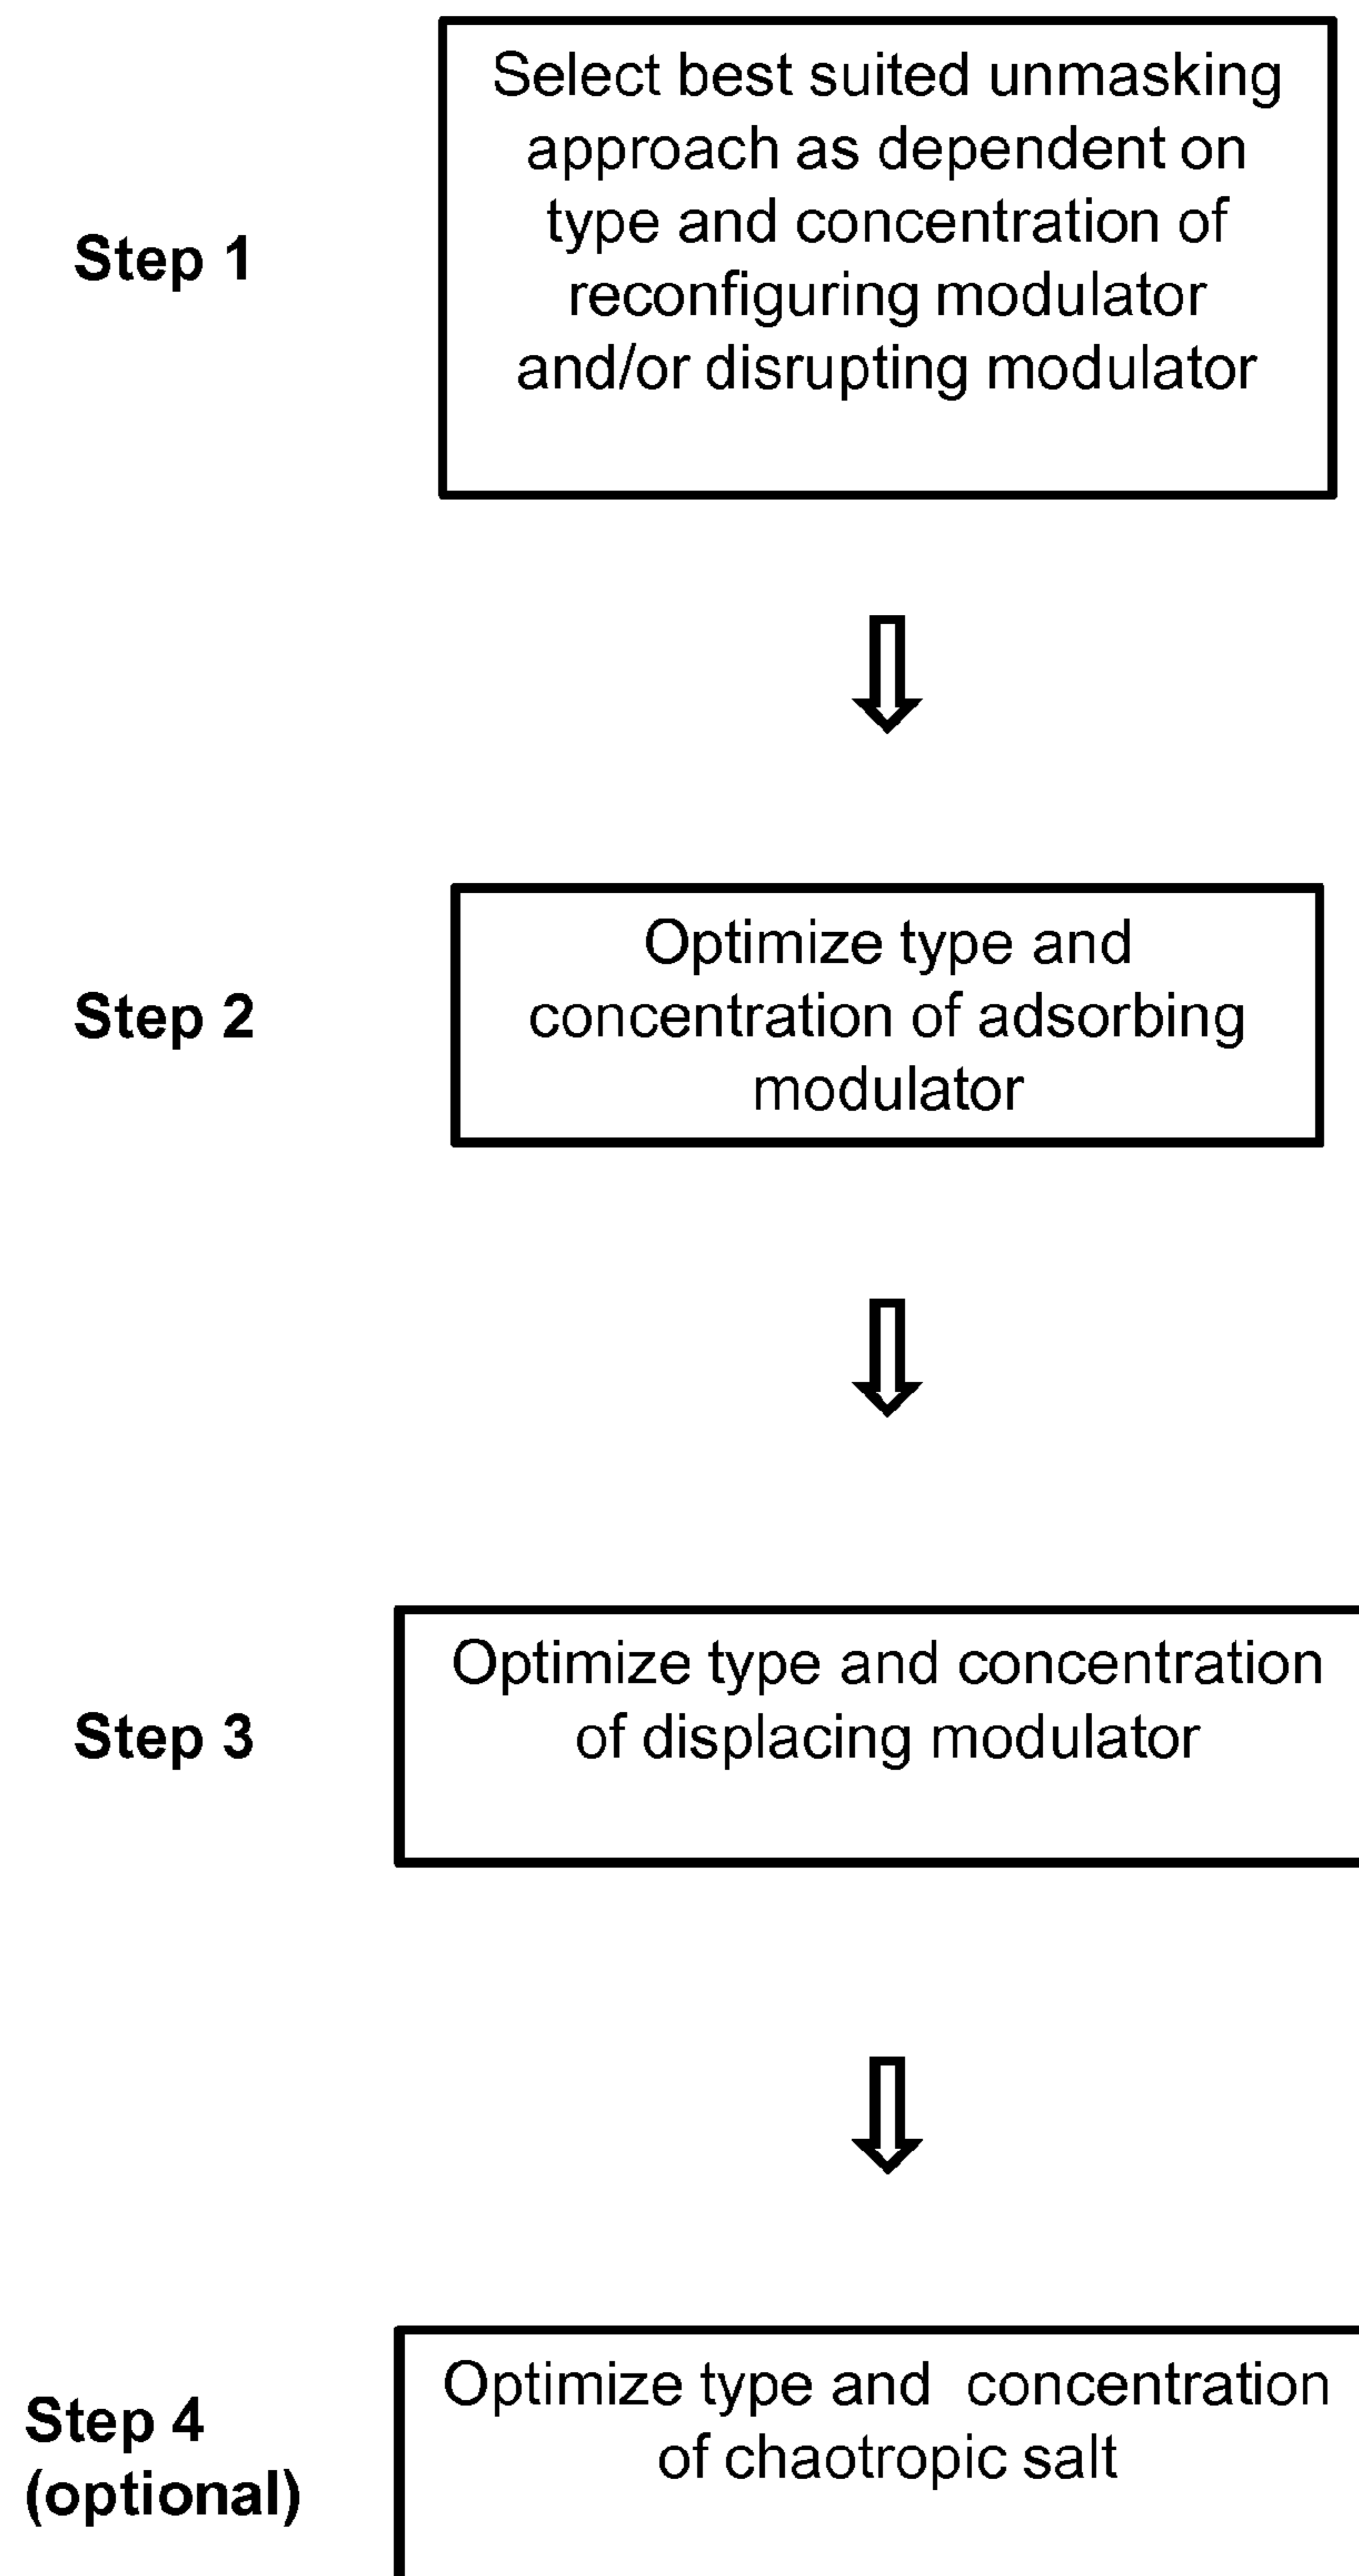 Step 1
Select best suited unmasking
approach as dependent on
type and concentration of
reconfiguring modulator
and/or disrupting modulator
Step 2
Optimize type and
concentration of adsorbing
modulator
Step 3
Optimize type and concentration
of displacing modulator
Step 4
(optional)
Optimize type and  concentration
of chaotropic salt